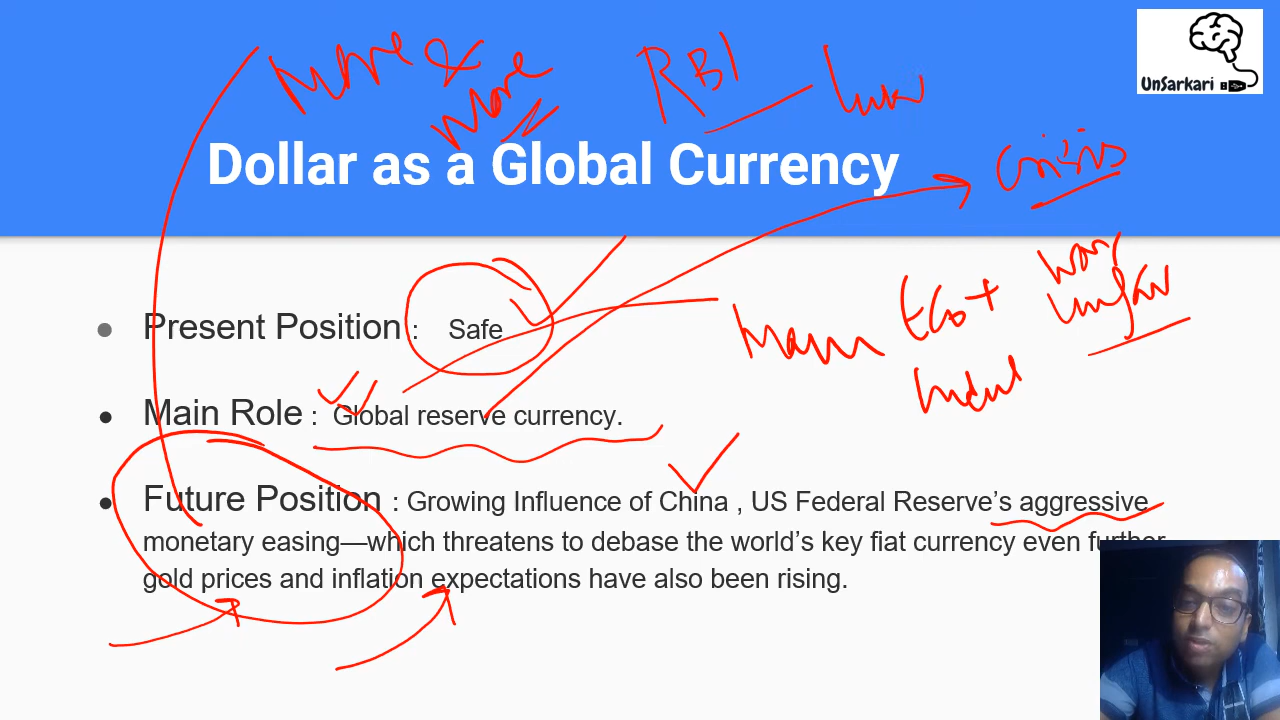 More & More
RBI
UnSarkari
Dollar as a Global Currency
Crisis
Present Position : Safe
Main Role : Global reserve currency.
Future Position : Growing Influence of China , US Federal Reserve’s aggressive
monetary easing—which threatens to debase the world’s key fiat currency even further
gold prices and inflation expectations have also been rising.